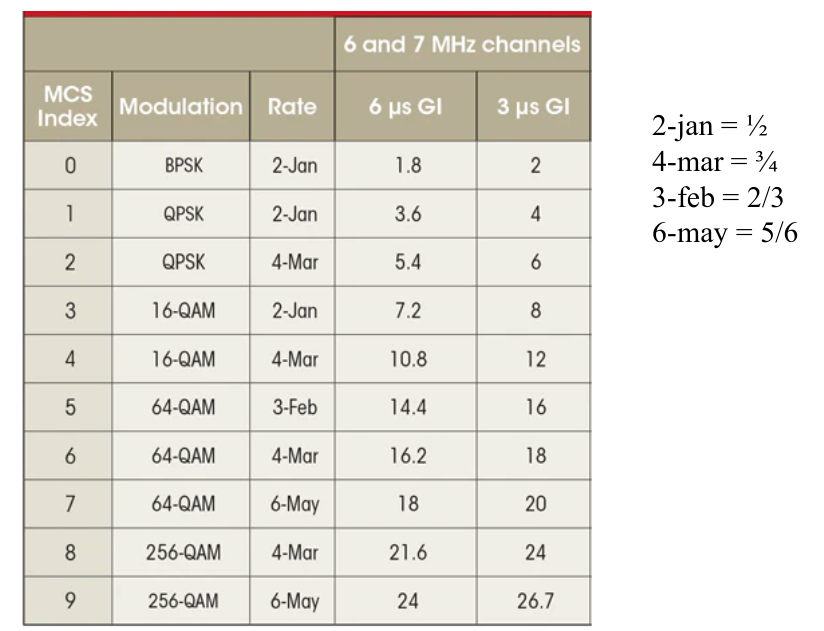 6 and 7 MHz channels
MCS Index Modulation Rate 6 µs GI 3 µs GI
0 BPSK 2-Jan 1.8 2
1 QPSK 2-Jan 3.6 4
2 QPSK 4-Mar 5.4 6
3 16-QAM 2-Jan 7.2 8
4 16-QAM 4-Mar 10.8 12
5 64-QAM 3-Feb 14.4 16
6 64-QAM 4-Mar 16.2 18
7 64-QAM 6-May 18 20
8 256-QAM 4-Mar 21.6 24
9 256-QAM 6-May 24 26.7
2-jan = ½
4-mar = ¾
3-feb = 2/3
6-may = 5/6